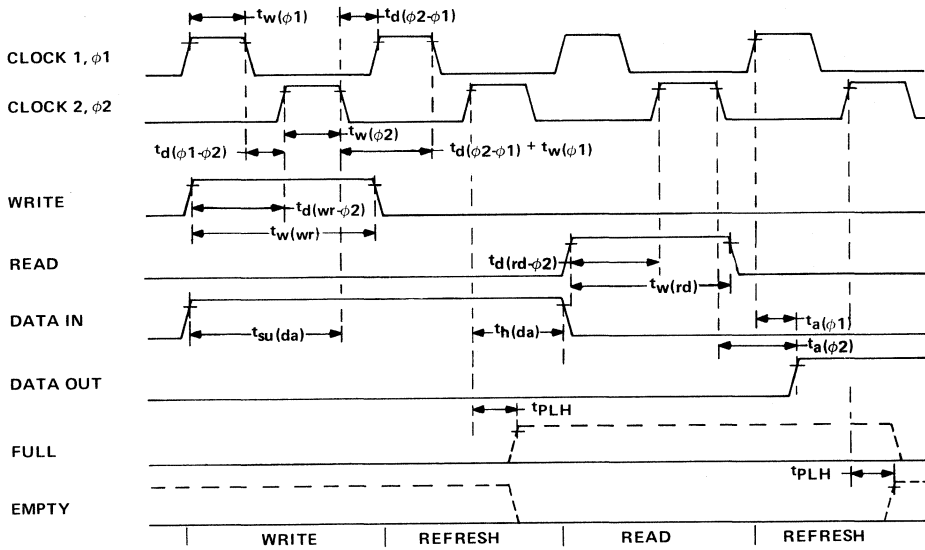 tw(ϕ1)
td(ϕ2-ϕ1)
CLOCK 1, ϕ1
CLOCK 2, ϕ2
tw(ϕ2)
td(ϕ1-ϕ2)
td(ϕ2-ϕ1) + tw(ϕ1)
WRITE
td(wr-ϕ2)
tw(wr)
READ
td(rd-ϕ2)
tw(rd)
DATA IN
tsu(da)
th(da)
ta(ϕ1)
ta(ϕ2)
DATA OUT
tPLH
FULL
tPLH
EMPTY
WRITE REFRESH READ REFRESH